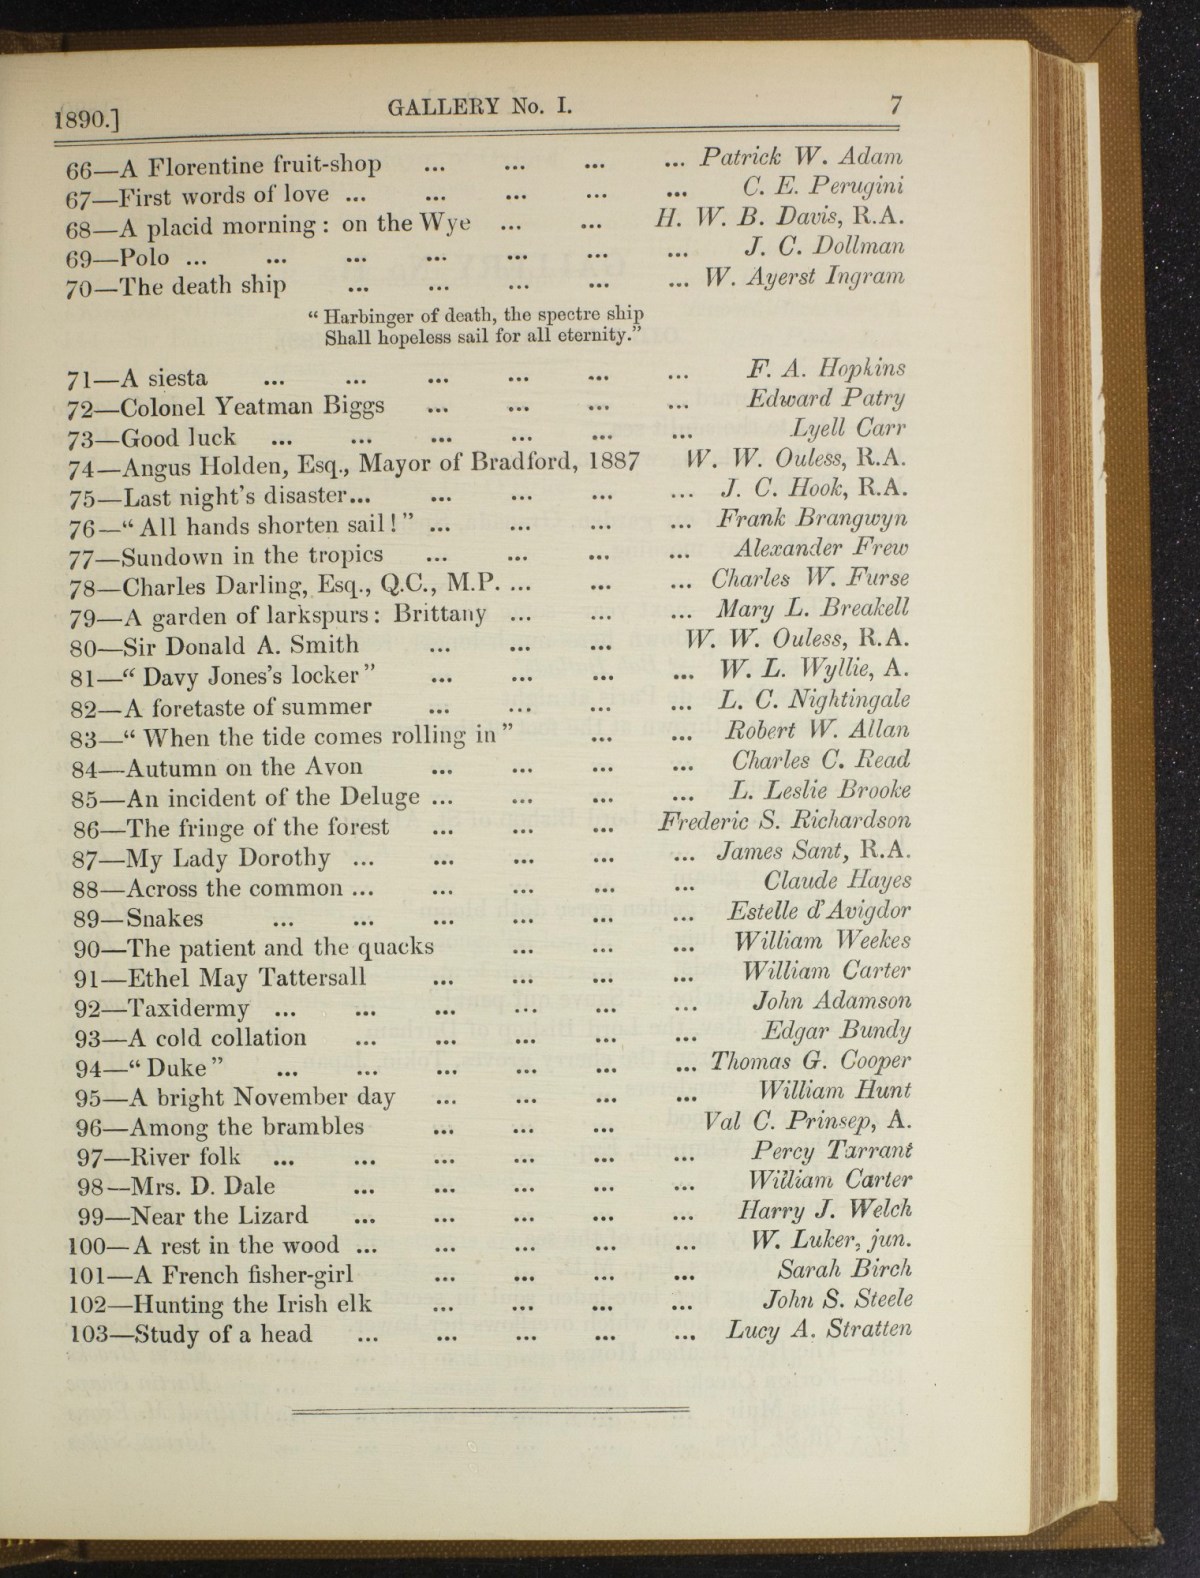 1890.] GALLERY No. I. 7
66—A Florentine fruit-shop ... ... ... ... Patrick W. Adam
67—First words of love ... ... ... ... ... C. E. Perugini
68—A placid morning: on the Wye ... ... H. W. B. Davis, R.A.
69—Polo ... ... ... ... ... ... ... J. C. Dollman
70—The death ship ... ... ... ... ... W. Ayerst Ingram
"Harbinger of death, the spectre ship
Shall hopeless sail for all eternity."
71—A siesta ... ... ... ... ... ... F. A. Hopkins
72—Colonel Yeatman Biggs ... ... ... ... Edward Patry
73—Good luck ... ... ... ... ... ... Lyell Carr
74—Angus Holden, Esq., Mayor of Bradford, 1887 W. W. Ouless, R.A.
75—Last night's disaster... ... ... ... ... J. C. Hook, R.A.
76—"All hands shorten sail!" ... ... ... ... Frank Brangwyn
77—Sundown in the tropics ... ... ... ... Alexander Frew
78—Charles Darling, Esq., Q.C., M.P. ... ... ... Charles W. Furse
79—A garden of larkspurs: Brittany ... ... ... Mary L. Breakell
80—Sir Donald A. Smith ... ... ... W. W. Ouless, R.A.
81—"Davy Jones's locker" ... ... ... ... W. L. Wyllie, A.
82—A foretaste of summer ... ... ... ... L. C. Nightingale
83—"When the tide comes rolling in" ... ... Robert W. Allan
84—Autumn on the Avon ... ... ... ... Charles C. Read
85—An incident of the Deluge ... ... ... ... L. Leslie Brooke
86—The fringe of the forest ... ... ... Frederic S. Richardson
87—My Lady Dorothy ... ... ... ... ... James Sant, R.A.
88—Across the common ... ... ... ... ... Claude Hayes
89—Snakes ... ... ... ... ... ... Estelle d'Avigdor
90—The patient and the quacks ... ... ... William Weekes
91—Ethel May Tattersall ... ... ... ... William Carter
92—Taxidermy ... ... ... ... ... ... John Adamson
93—A cold collation ... ... ... ... ... Edgar Bundy
94—"Duke" ... ... ... ... ... ... Thomas G. Cooper
95—A bright November day ... ... ... ... William Hunt
96—Among the brambles ... ... ... Val C. Prinsep, A.
97—River folk ... ... ... ... ... ... Percy Tarrant
98—Mrs. D. Dale ... ... ... ... ... William Carter
99—Near the Lizard ... ... ... ... ... Harry J. Welch
100—A rest in the wood ... ... ... ... ... W. Luker, jun.
101—A French fisher-girl ... ... ... ... Sarah Birch
102—Hunting the Irish elk ... ... ... ... John S. Steele
103—Study of a head ... ... ... ... ... Lucy A. Stratten